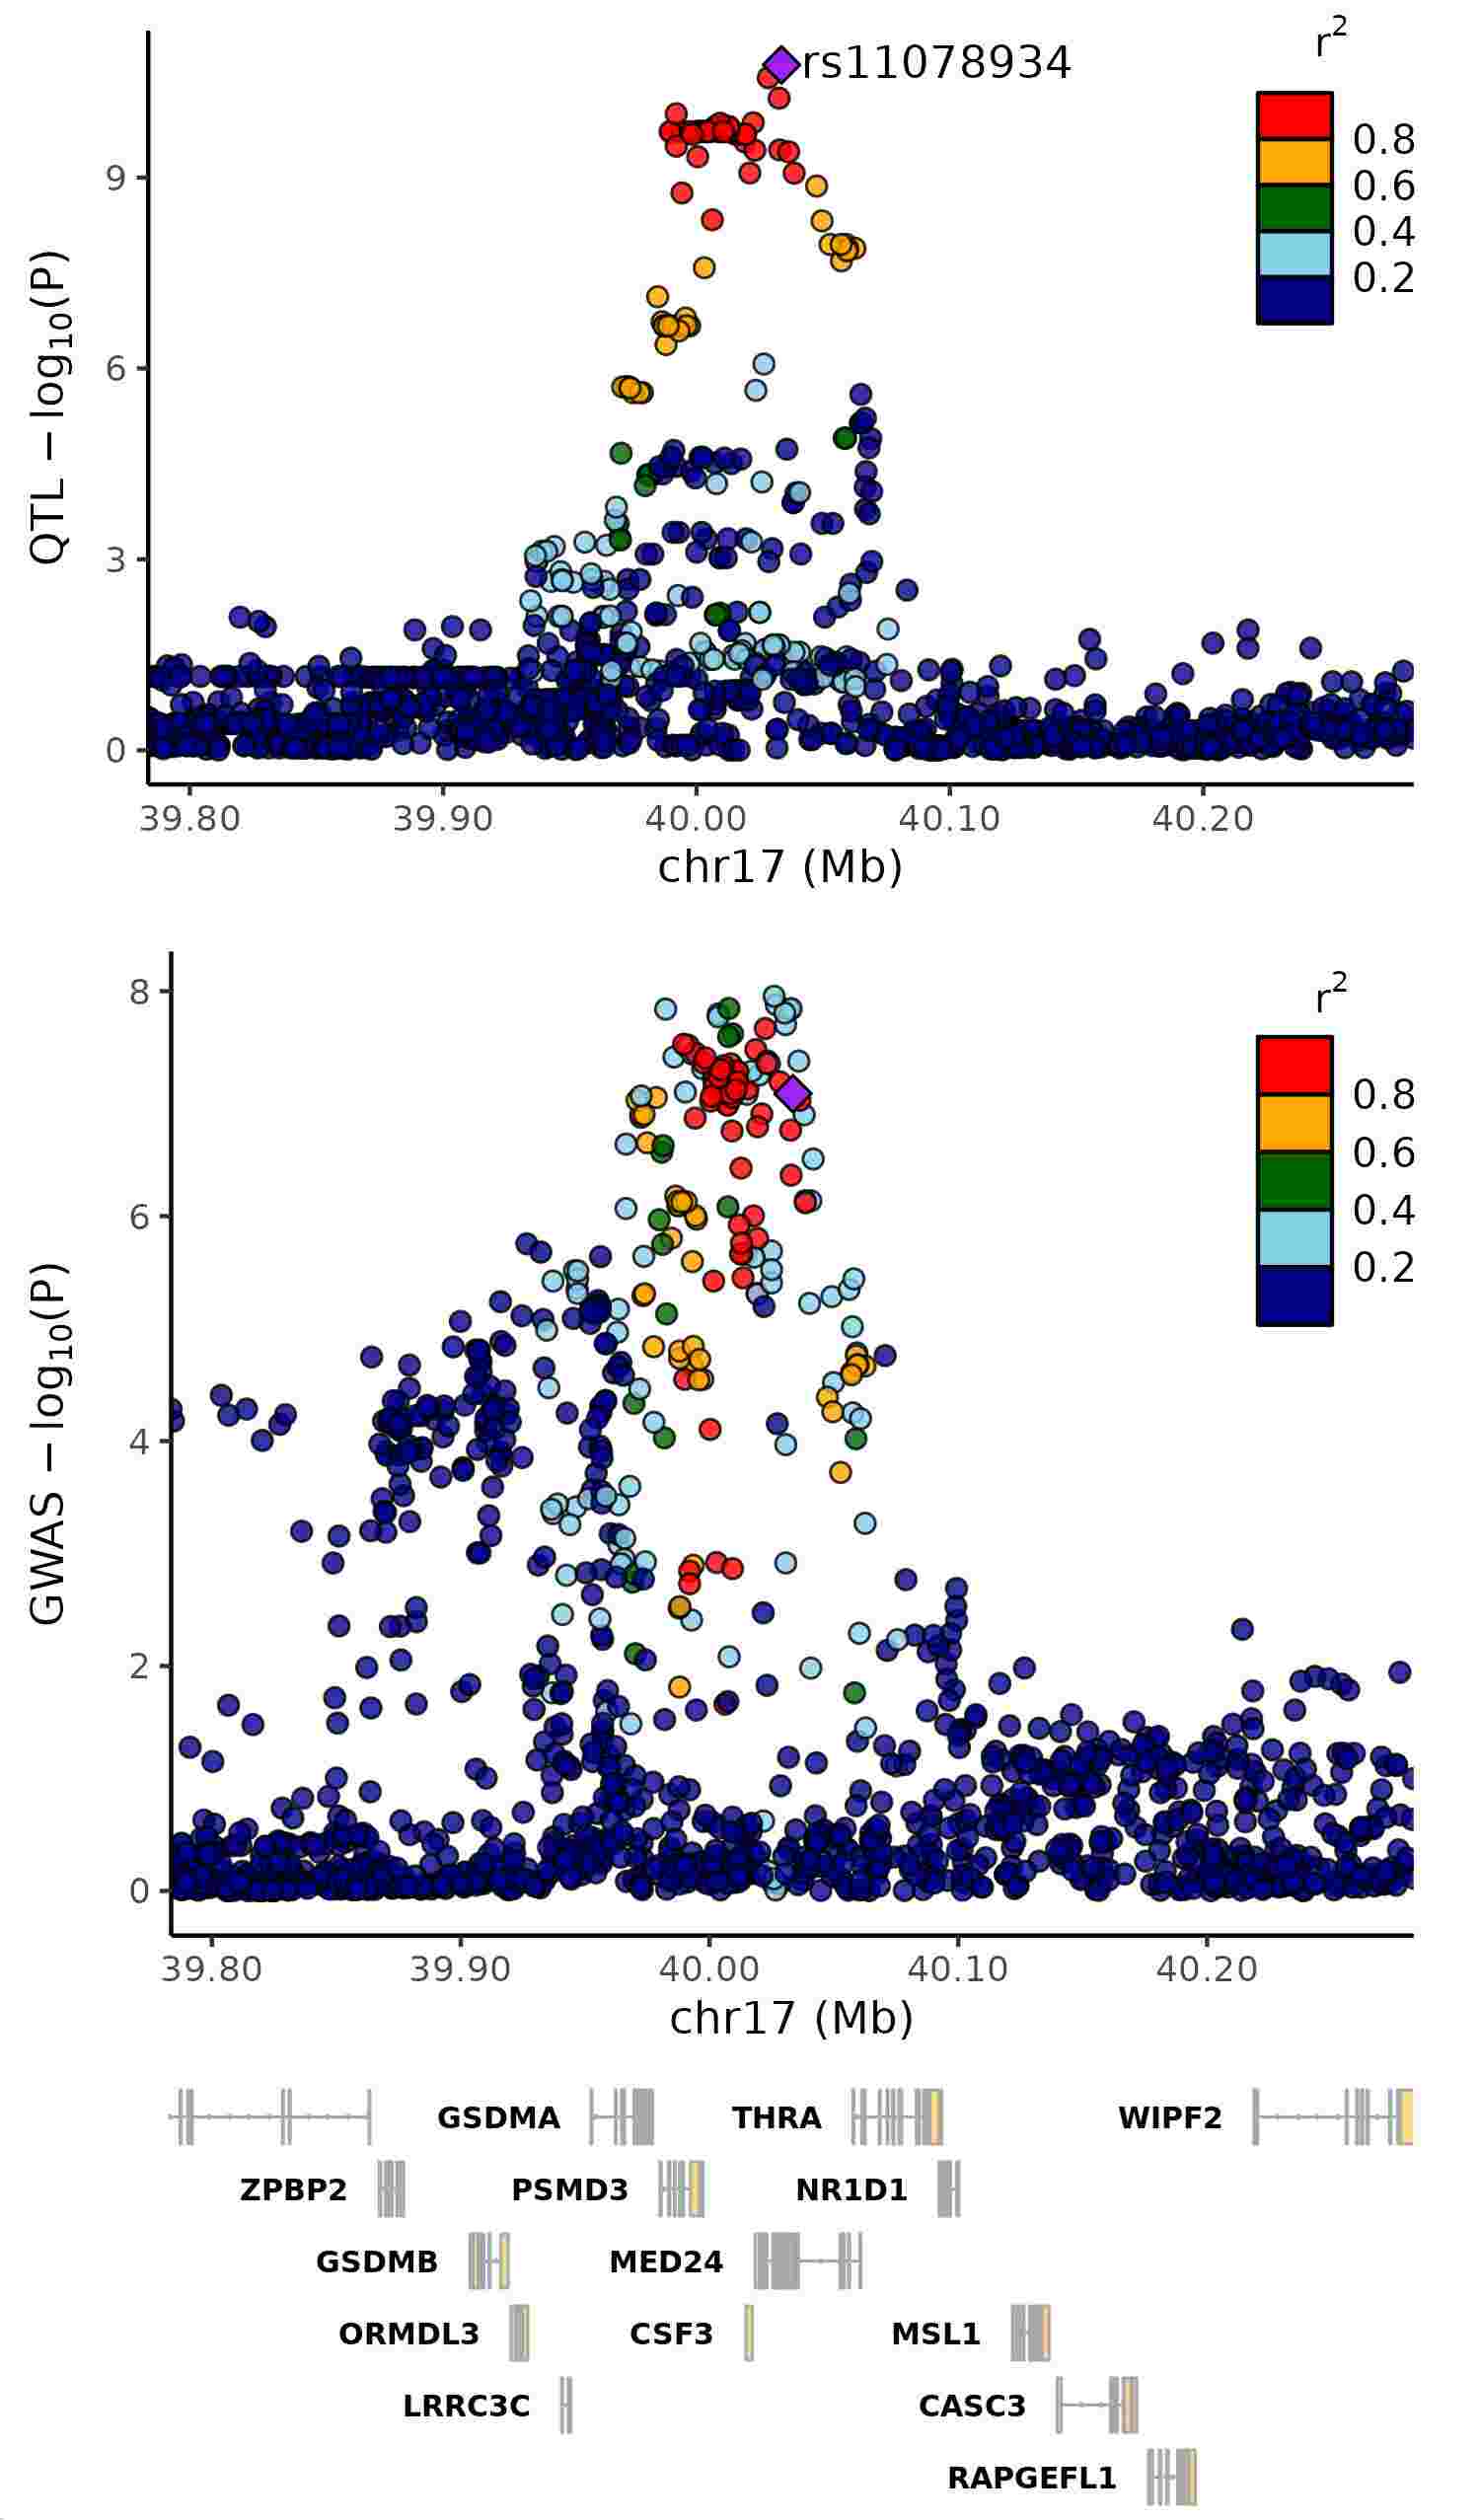 rs11078934
r²
0.8
0.6
0.4
0.2
9
6
3
0
QTL − log₁₀(P)
39.80 39.90 40.00 40.10 40.20
chr17 (Mb)
r²
0.8
0.6
0.4
0.2
8
6
4
2
0
GWAS − log₁₀(P)
39.80 39.90 40.00 40.10 40.20
chr17 (Mb)
GSDMA THRA WIPF2
ZPBP2 PSMD3 NR1D1
GSDMB MED24
ORMDL3 CSF3 MSL1
LRRC3C CASC3
RAPGEFL1